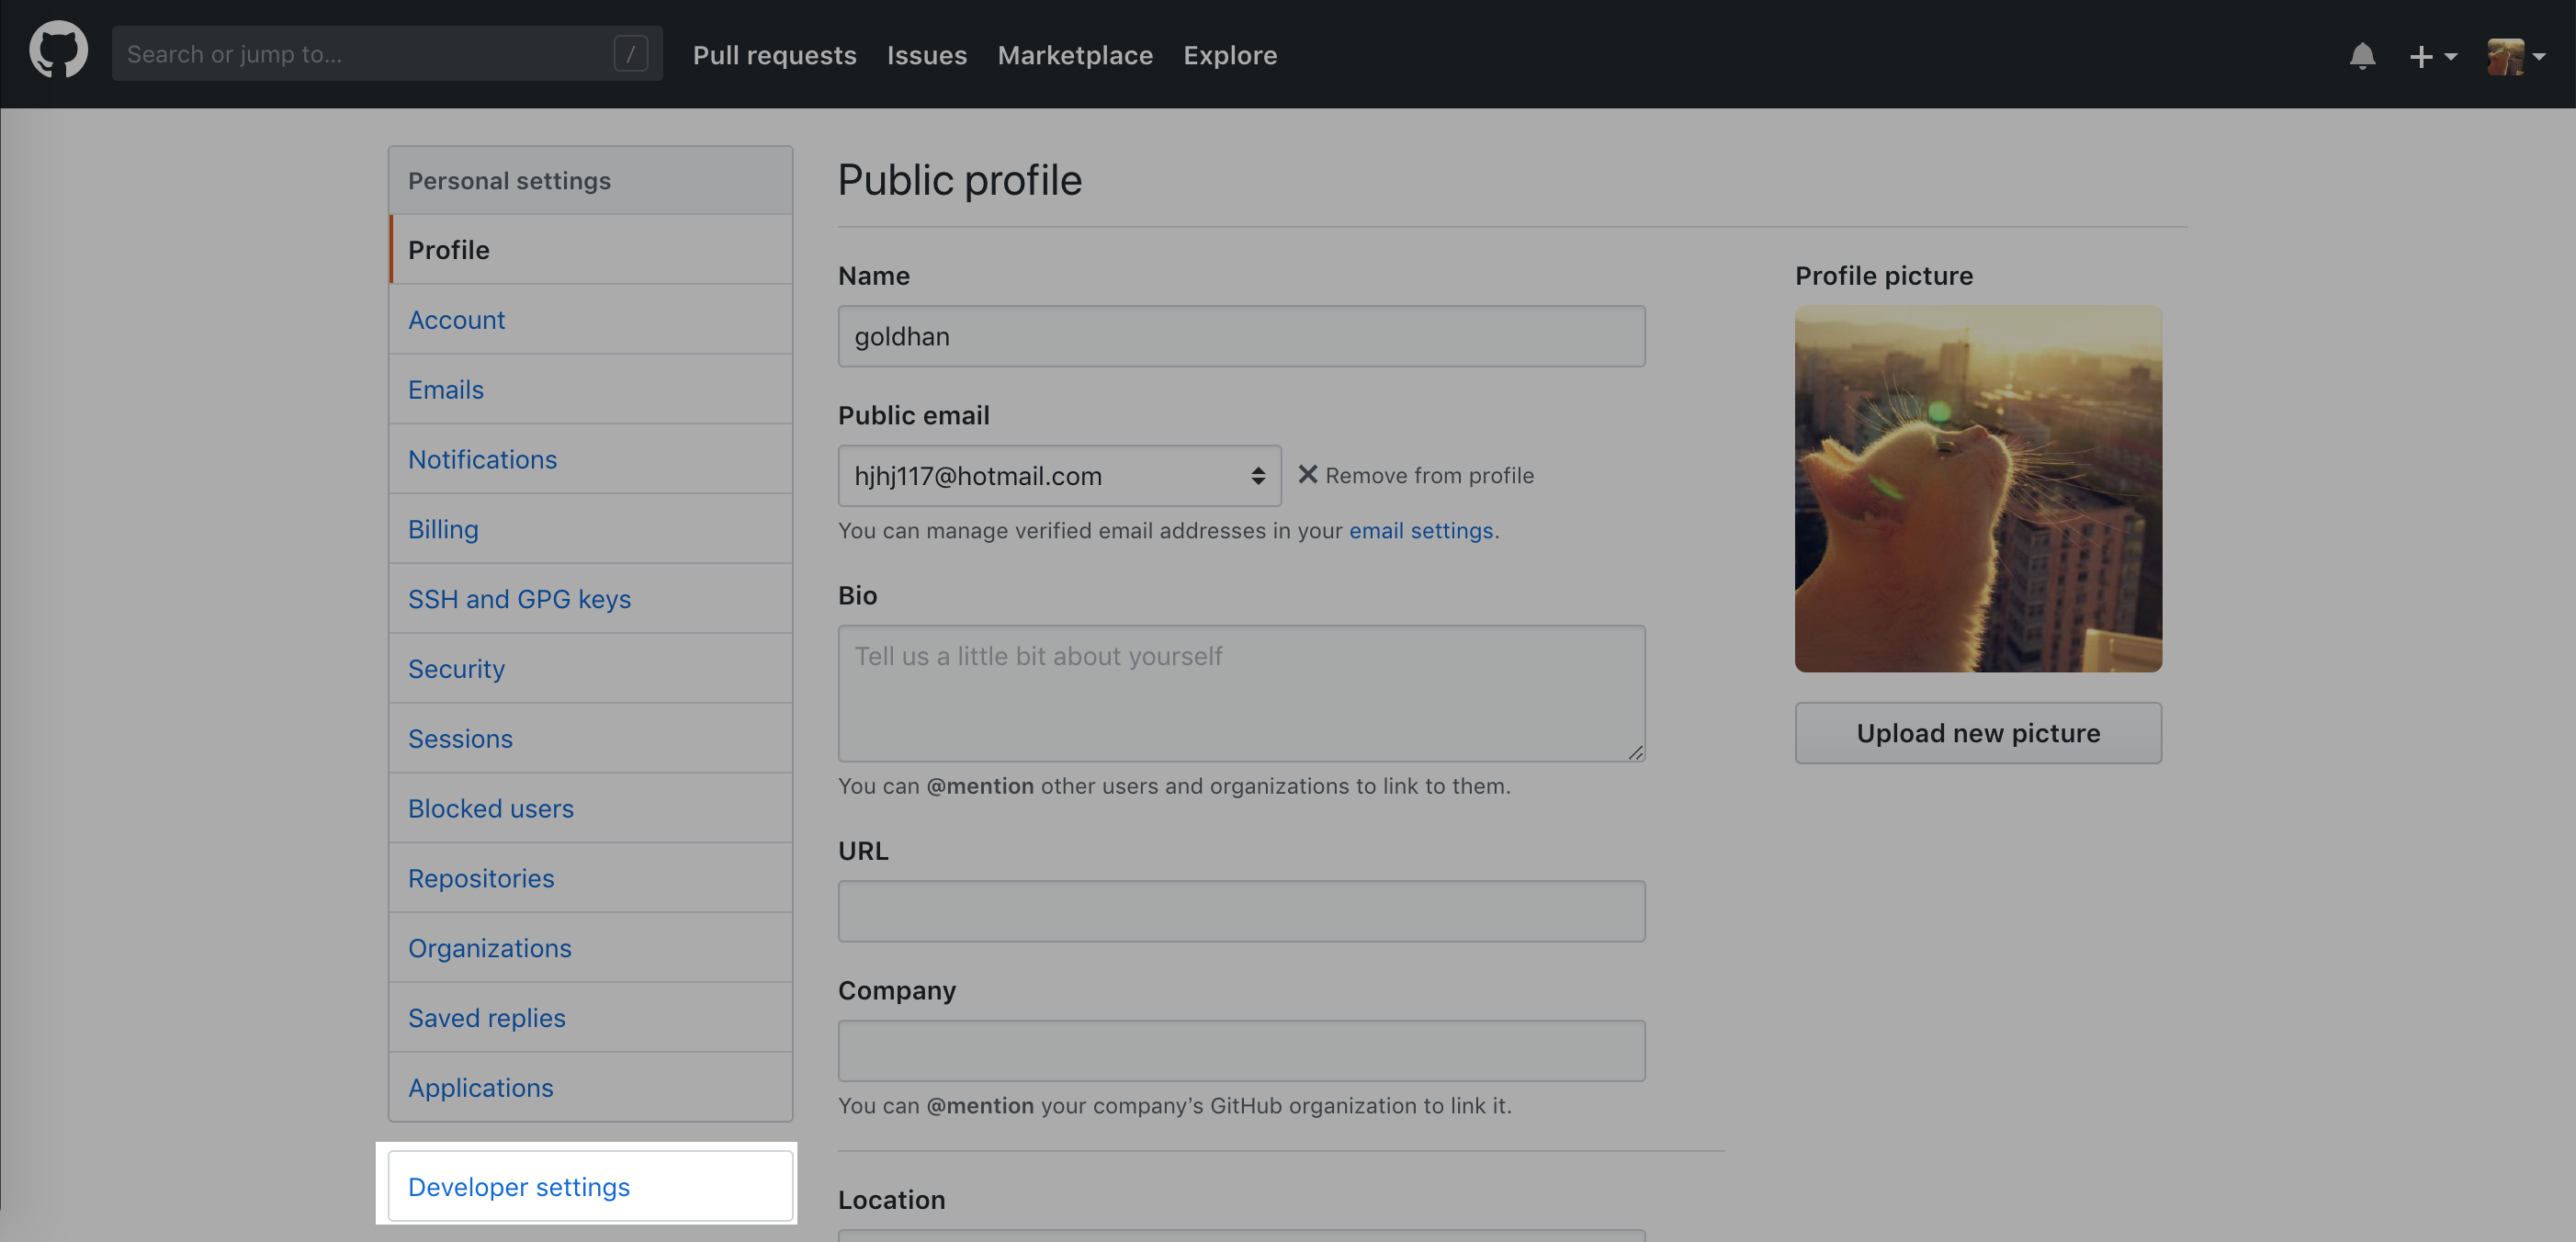 Search or jump to...
/
Pull requests
Issues
Marketplace
Explore
Personal settings
Profile
Account
Emails
Notifications
Billing
SSH and GPG keys
Security
Sessions
Blocked users
Repositories
Organizations
Saved replies
Applications
Developer settings
Public profile
Name
goldhan
Public email
hjhj117@hotmail.com
Remove from profile
You can manage verified email addresses in your email settings.
Bio
Tell us a little bit about yourself
You can @mention other users and organizations to link to them.
URL
Company
You can @mention your company’s GitHub organization to link it.
Location
Profile picture
Upload new picture